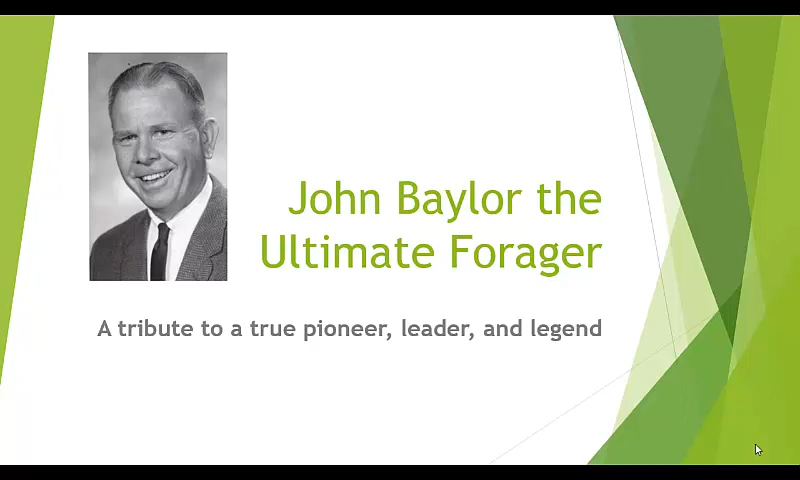 John Baylor the
Ultimate Forager
A tribute to a true pioneer, leader, and legend